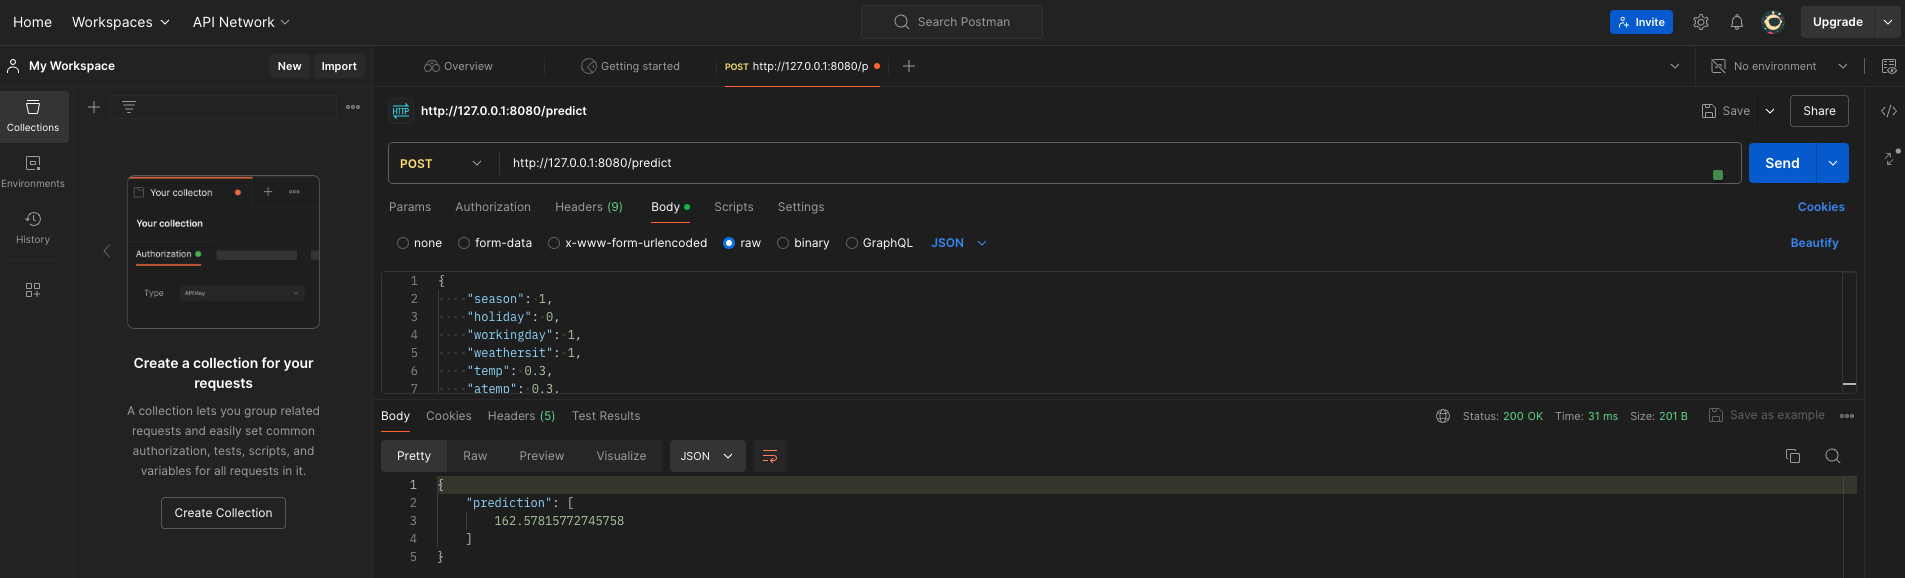 Home Workspaces API Network Search Postman Invite Upgrade
My Workspace New Import Overview Getting started POST http://127.0.0.1:8080/p No environment
Collections
Environments
History
Your collecton
Your collection
Authorization
Type API Key
Create a collection for your
requests
A collection lets you group related
requests and easily set common
authorization, tests, scripts, and
variables for all requests in it.
Create Collection
HTTP http://127.0.0.1:8080/predict Save Share
POST http://127.0.0.1:8080/predict Send
Params Authorization Headers (9) Body Scripts Settings Cookies
none form-data x-www-form-urlencoded raw binary GraphQL JSON Beautify
1 {
2 "season": 1,
3 "holiday": 0,
4 "workingday": 1,
5 "weathersit": 1,
6 "temp": 0.3,
7 "atemp": 0.3,
Body Cookies Headers (5) Test Results Status: 200 OK Time: 31 ms Size: 201 B Save as example
Pretty Raw Preview Visualize JSON
1 {
2 "prediction": [
3 162.57815772745758
4 ]
5 }